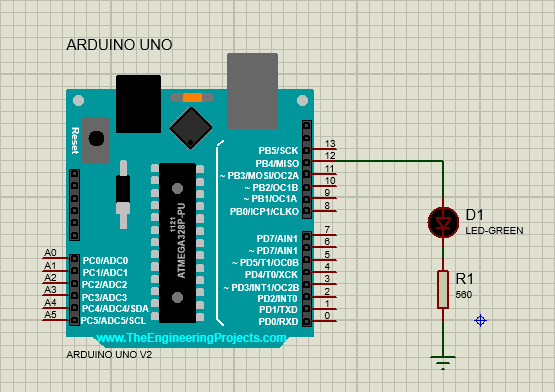 ARDUINO UNO
Reset
1121
ATMEGA328P-PU
PB5/SCK 13
PB4/MISO 12
~ PB3/MOSI/OC2A 11
~ PB2/OC1B 10
~ PB1/OC1A 9
PB0/ICP1/CLKO 8
PD7/AIN1 7
~ PD7/AIN1 6
~ PD5/T1/OC0B 5
PD4/T0/XCK 4
~ PD3/INT1/OC2B 3
PD2/INT0 2
PD1/TXD 1
PD0/RXD 0
A0 PC0/ADC0
A1 PC1/ADC1
A2 PC2/ADC2
A3 PC3/ADC3
A4 PC4/ADC4/SDA
A5 PC5/ADC5/SCL
www.TheEngineeringProjects.com
ARDUINO UNO V2
D1
LED-GREEN
R1
560